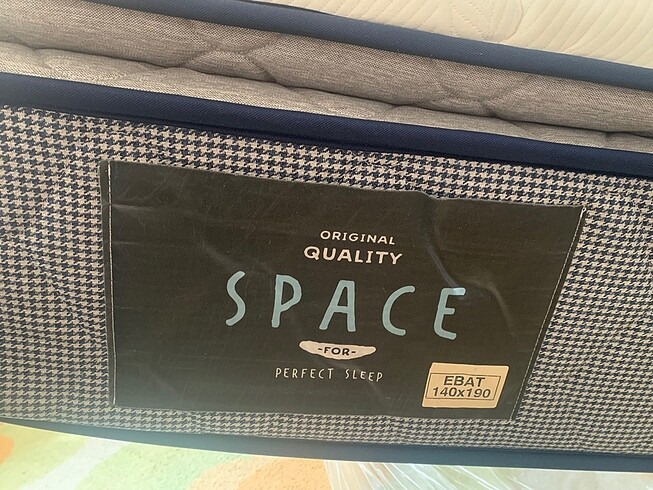 ORIGINAL
QUALITY
SPACE
-FOR-
PERFECT SLEEP
EBAT
140x190